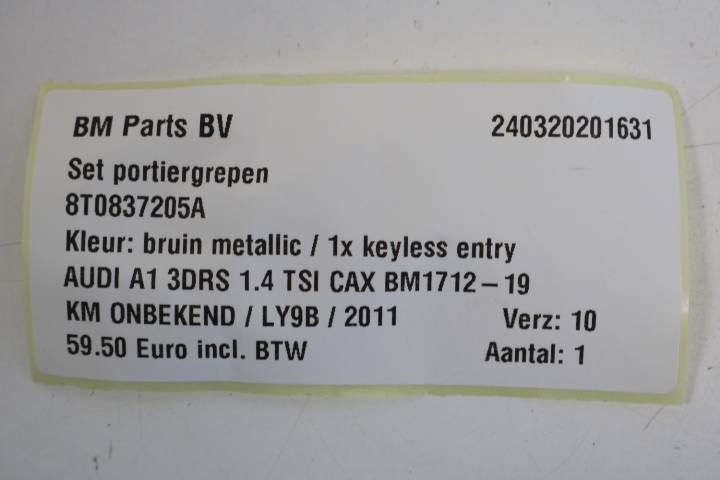 BM Parts BV 240320201631
Set portiergrepen
8T0837205A
Kleur: bruin metallic / 1x keyless entry
AUDI A1 3DRS 1.4 TSI CAX BM1712-19
KM ONBEKEND / LY9B / 2011 Verz: 10
59.50 Euro incl. BTW Aantal: 1